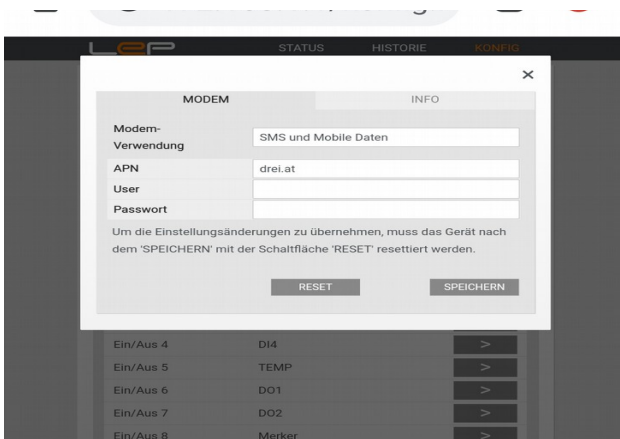 LEP
STATUS HISTORIE KONFIG
×
MODEM INFO
Modem-
Verwendung
SMS und Mobile Daten
APN drei.at
User
Passwort
Um die Einstellungsänderungen zu übernehmen, muss das Gerät nach
dem 'SPEICHERN' mit der Schaltfläche 'RESET' resettiert werden.
RESET SPEICHERN
Ein/Aus 4 DI4 >
Ein/Aus 5 TEMP >
Ein/Aus 6 DO1 >
Ein/Aus 7 DO2 >
Ein/Aus 8 Merker